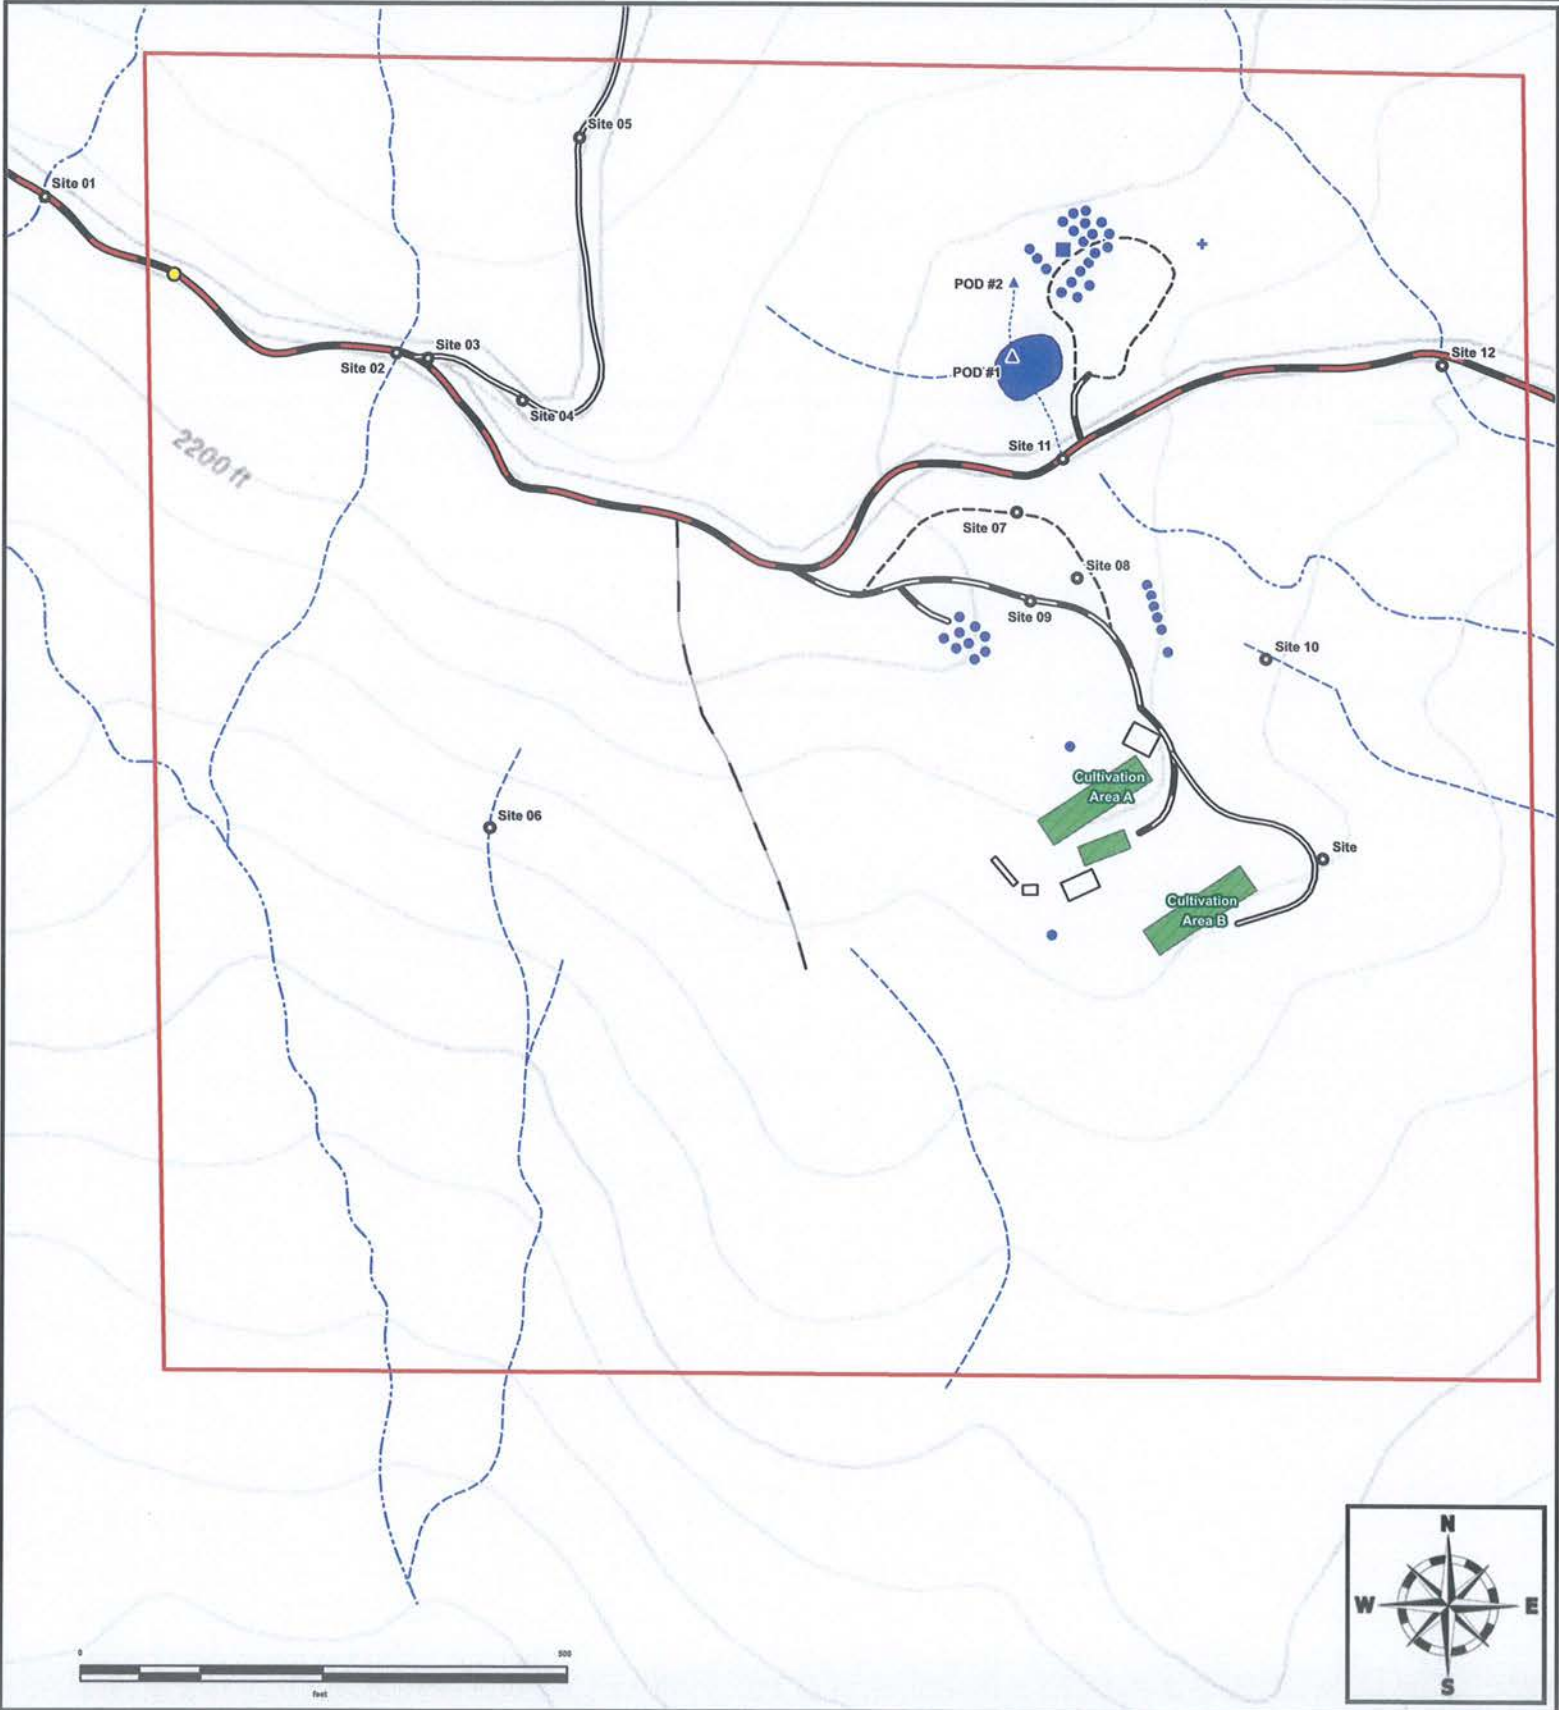 Site 05
Site 01
POD #2
Site 03
Site 02
Site 12
POD #1
Site 04
Site 11
2200 ft
Site 07
Site 08
Site 09
Site 10
Cultivation
Area A
Site 06
Site
Cultivation
Area B
N
W
E
S
0
500
feet